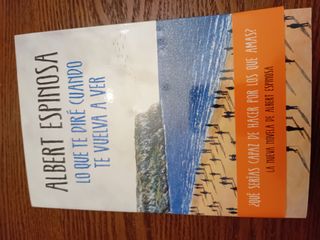 ALBERT ESPINOSA
LO QUE TE DIRÉ CUANDO
TE VUELVA A VER
¿QUÉ SERÍAS CAPAZ DE HACER POR LOS QUE AMAS?
LA NUEVA NOVELA DE ALBERT ESPINOSA